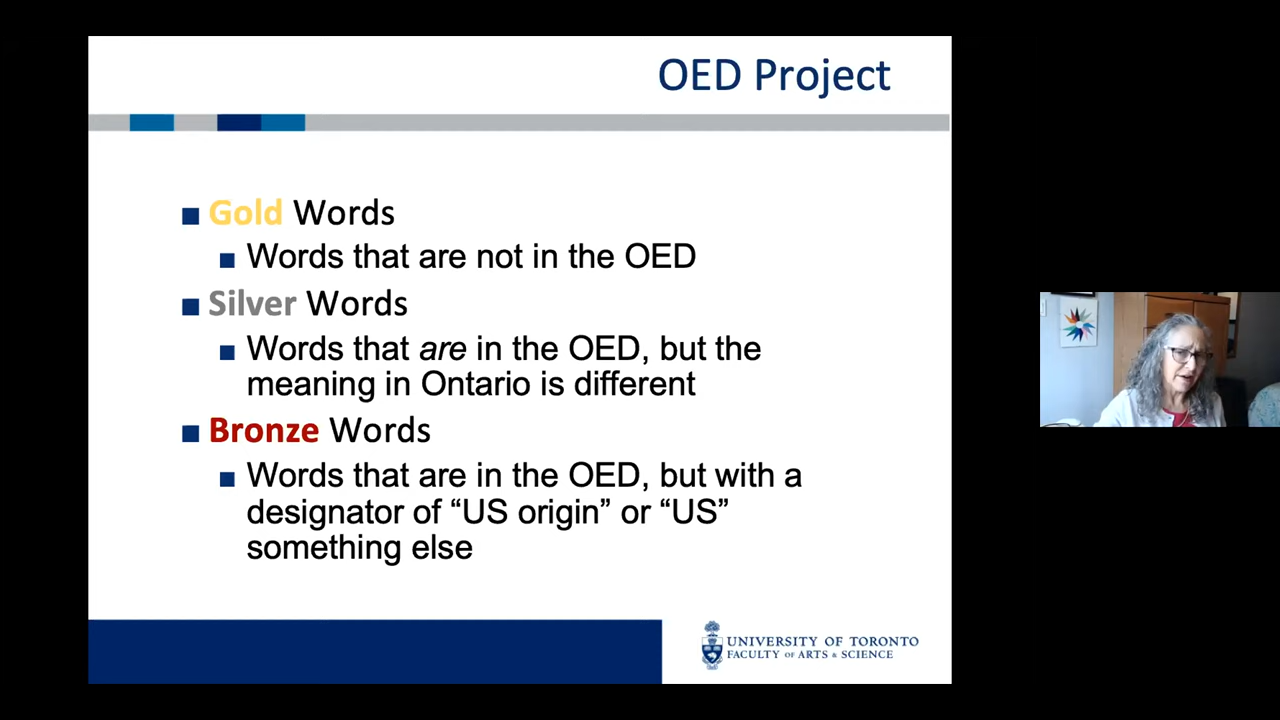 OED Project
Gold Words
Words that are not in the OED
Silver Words
Words that are in the OED, but the
meaning in Ontario is different
Bronze Words
Words that are in the OED, but with a
designator of “US origin” or “US”
something else
UNIVERSITY OF TORONTO
FACULTY OF ARTS & SCIENCE